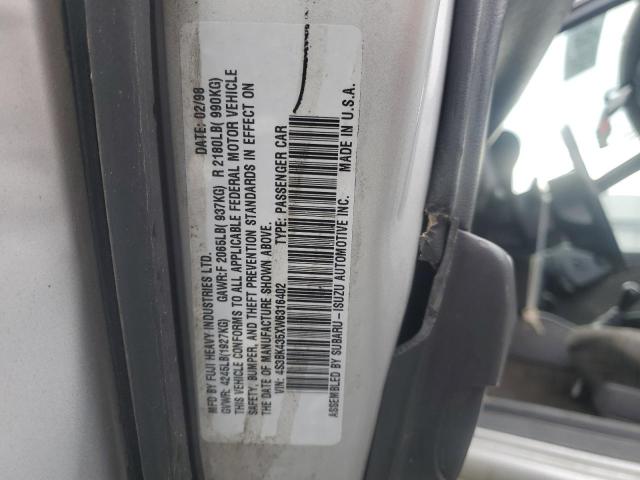 MFD BY FUJI HEAVY INDUSTRIES LTD. DATE: 02/98
GVWR: 4245LB(1927KG) GAWR:F 2065LB( 937KG) R 2180LB( 990KG)
THIS VEHICLE CONFORMS TO ALL APPLICABLE FEDERAL MOTOR VEHICLE
SAFETY, BUMPER, AND THEFT PREVENTION STANDARDS IN EFFECT ON
THE DATE OF MANUFACTURE SHOWN ABOVE.
VIN: 4S3BK435XW6316402 TYPE: PASSENGER CAR
ASSEMBLED BY SUBARU-ISUZU AUTOMOTIVE INC. MADE IN U.S.A.